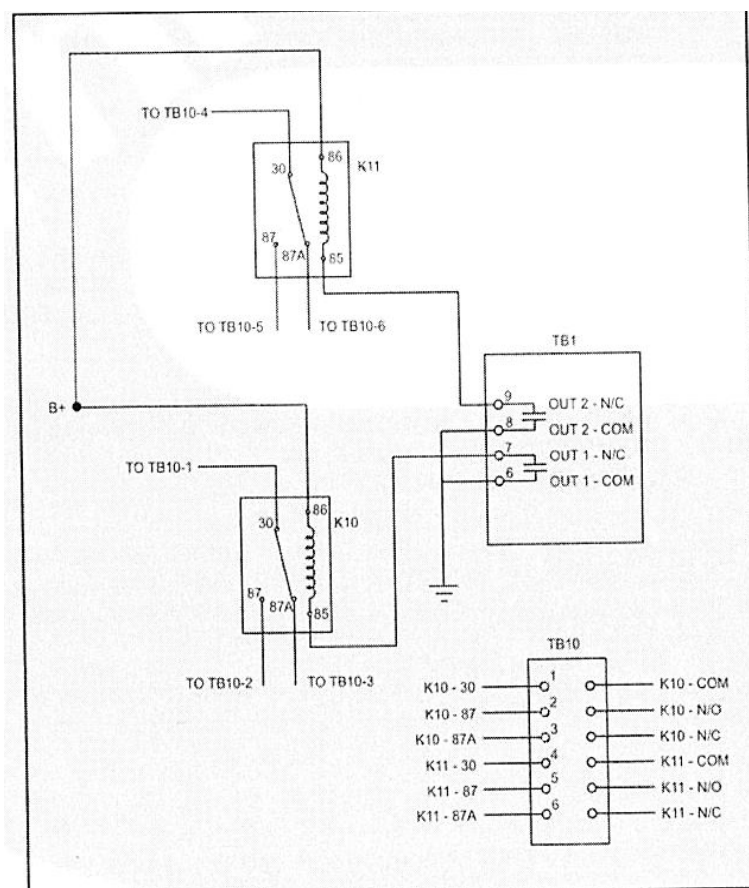 TO TB10-4
86
K11
30
87
87A
85
TO TB10-5
TO TB10-6
TB1
9
OUT 2 - N/C
8
OUT 2 - COM
7
OUT 1 - N/C
6
OUT 1 - COM
B+
TO TB10-1
86
K10
30
87
87A
85
TO TB10-2
TO TB10-3
TB10
K10 - 30
1
K10 - COM
K10 - 87
2
K10 - N/O
K10 - 87A
3
K10 - N/C
K11 - 30
4
K11 - COM
K11 - 87
5
K11 - N/O
K11 - 87A
6
K11 - N/C